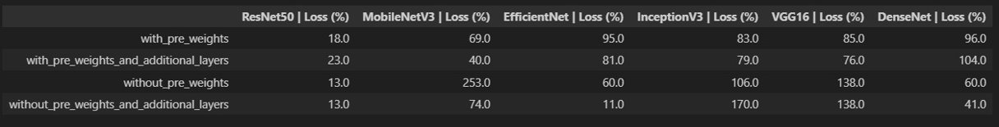 ResNet50 | Loss (%) MobileNetV3 | Loss (%) EfficientNet | Loss (%) InceptionV3 | Loss (%) VGG16 | Loss (%) DenseNet | Loss (%)
with_pre_weights 18.0 69.0 95.0 83.0 85.0 96.0
with_pre_weights_and_additional_layers 23.0 40.0 81.0 79.0 76.0 104.0
without_pre_weights 13.0 253.0 60.0 106.0 138.0 60.0
without_pre_weights_and_additional_layers 13.0 74.0 11.0 170.0 138.0 41.0